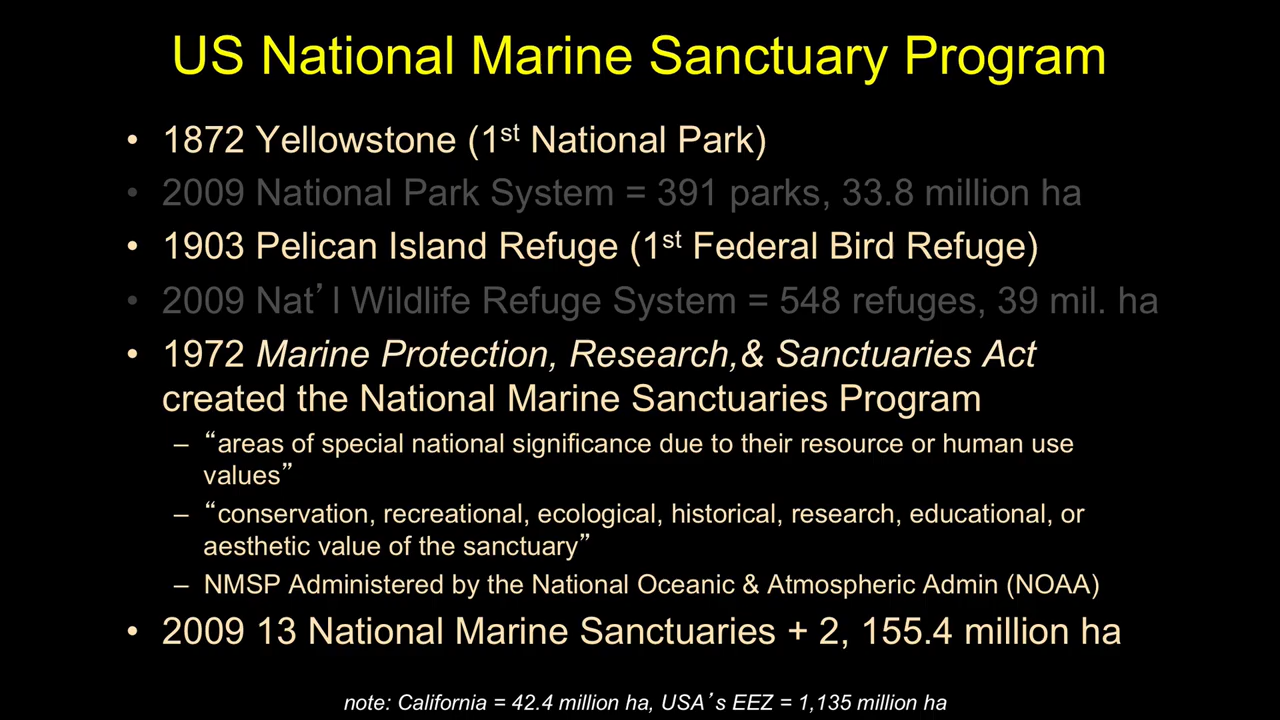 US National Marine Sanctuary Program
• 1872 Yellowstone (1st National Park)
• 2009 National Park System = 391 parks, 33.8 million ha
• 1903 Pelican Island Refuge (1st Federal Bird Refuge)
• 2009 Nat’l Wildlife Refuge System = 548 refuges, 39 mil. ha
• 1972 Marine Protection, Research,& Sanctuaries Act
created the National Marine Sanctuaries Program
– “areas of special national significance due to their resource or human use
values”
– “conservation, recreational, ecological, historical, research, educational, or
aesthetic value of the sanctuary”
– NMSP Administered by the National Oceanic & Atmospheric Admin (NOAA)
• 2009 13 National Marine Sanctuaries + 2, 155.4 million ha
note: California = 42.4 million ha, USA’s EEZ = 1,135 million ha